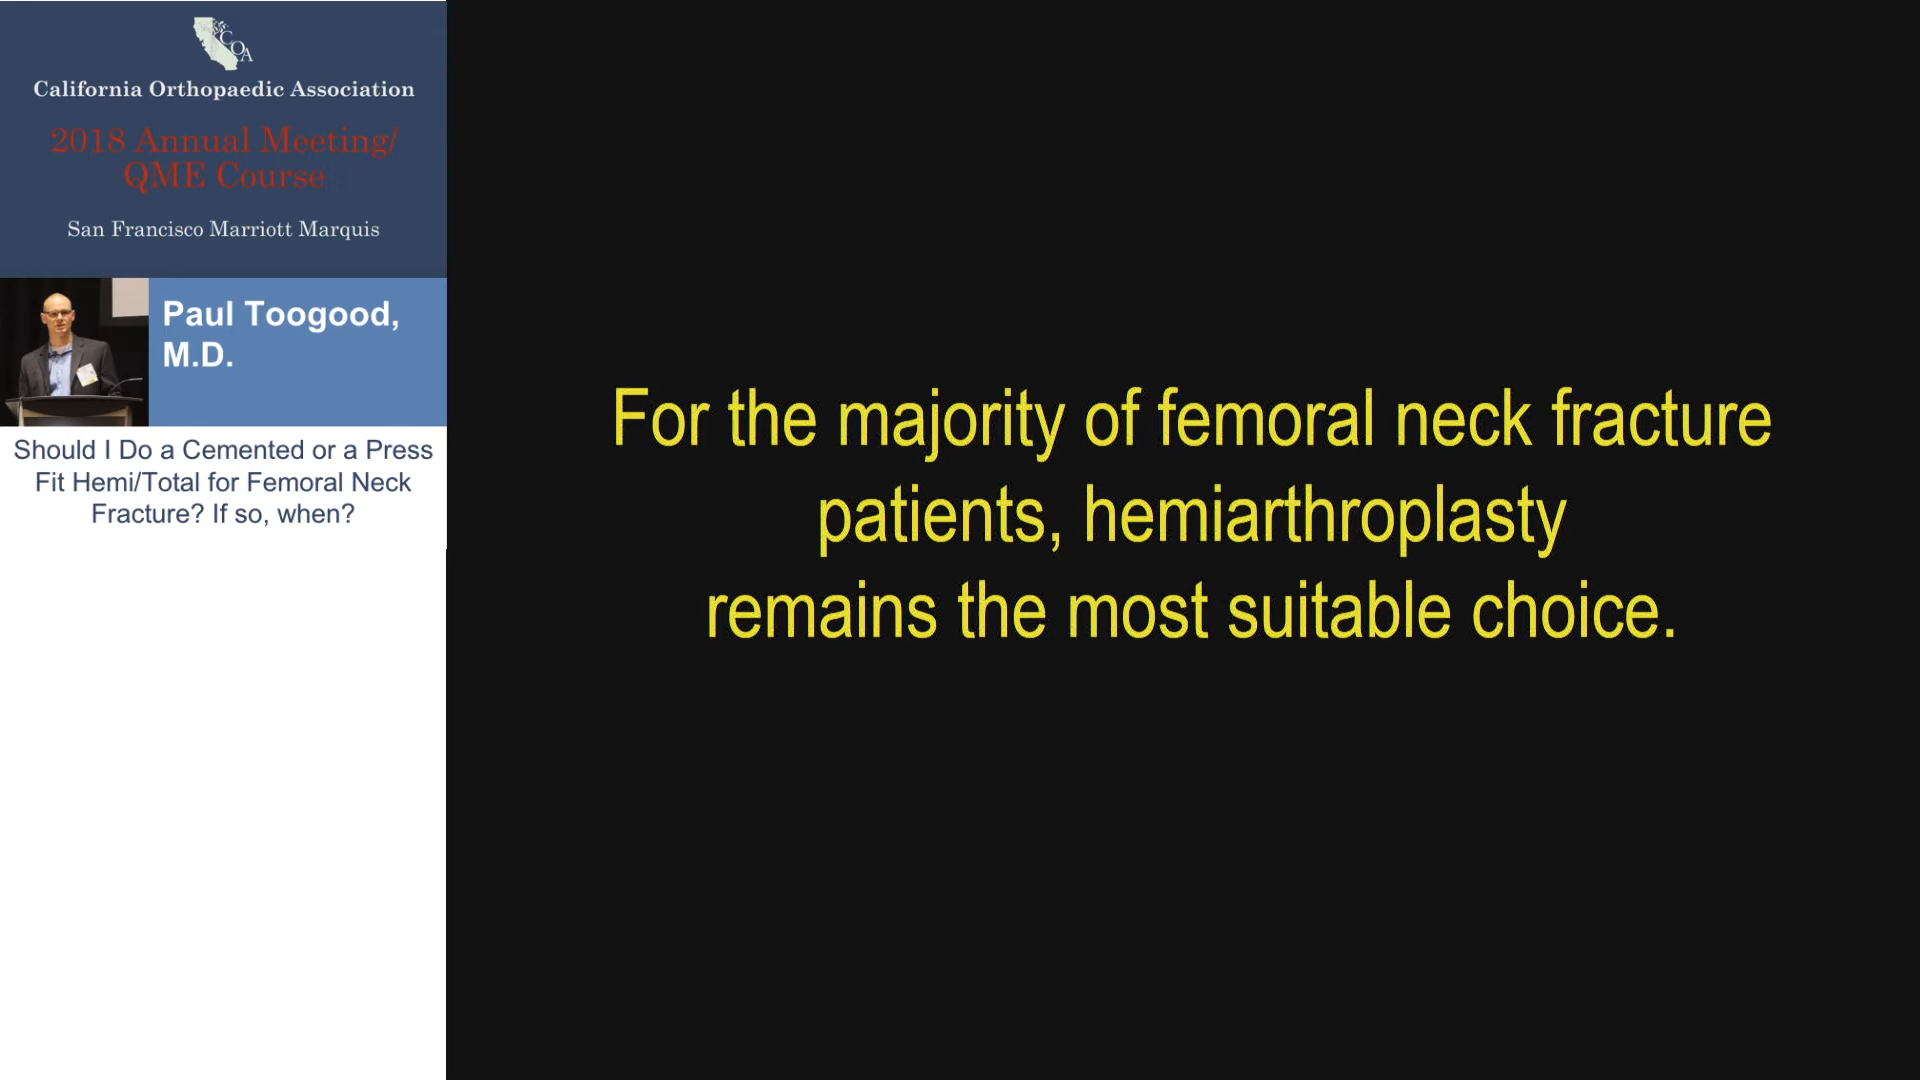 COA
California Orthopaedic Association
2018 Annual Meeting/
QME Course
San Francisco Marriott Marquis
Paul Toogood,
M.D.
Should I Do a Cemented or a Press
Fit Hemi/Total for Femoral Neck
Fracture? If so, when?
For the majority of femoral neck fracture
patients, hemiarthroplasty
remains the most suitable choice.